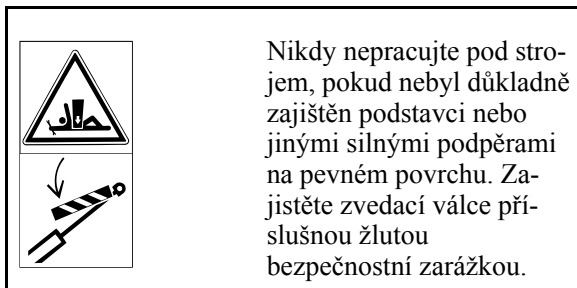 Nikdy nepracujte pod stro-
jem, pokud nebyl důkladně
zajištěn podstavci nebo
jinými silnými podpěrami
na pevném povrchu. Za-
jistěte zvedací válce pří-
slušnou žlutou
bezpečnostní zarážkou.